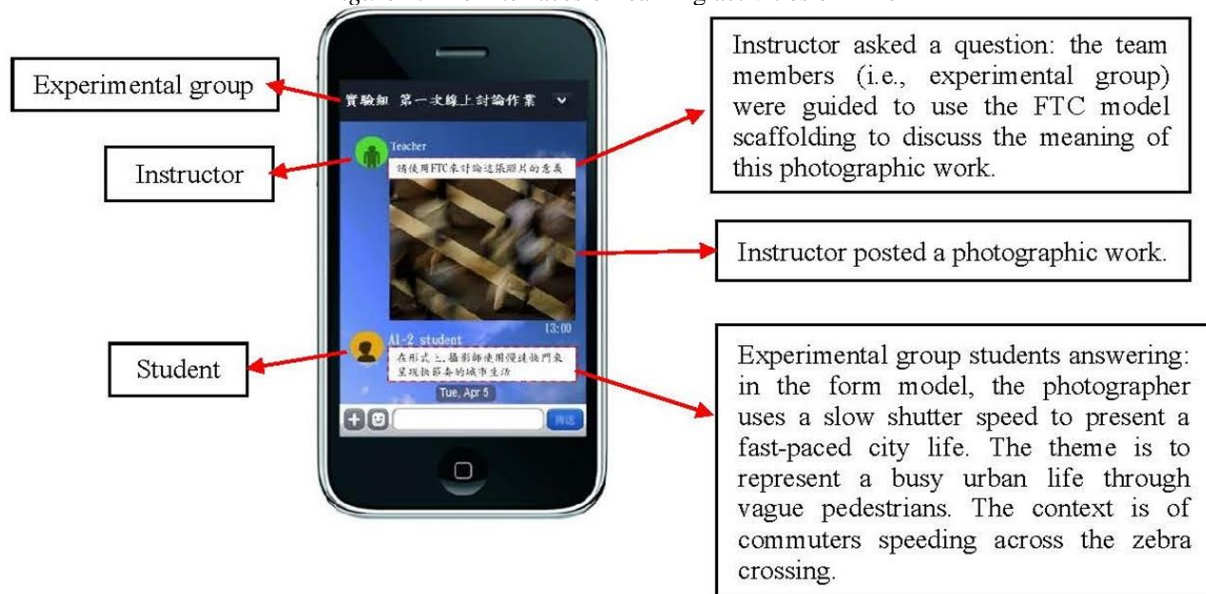 Experimental group
Instructor
Student
實驗組 第一次線上討論作業
Teacher
請使用FTC來討論這張照片的意義
13:00
A1-2 student
在形式上,攝影師使用慢速快門來
呈現快節奏的城市生活
Tue, Apr 5
傳送
Instructor asked a question: the team
members (i.e., experimental group)
were guided to use the FTC model
scaffolding to discuss the meaning of
this photographic work.
Instructor posted a photographic work.
Experimental group students answering:
in the form model, the photographer
uses a slow shutter speed to present a
fast-paced city life. The theme is to
represent a busy urban life through
vague pedestrians. The context is of
commuters speeding across the zebra
crossing.